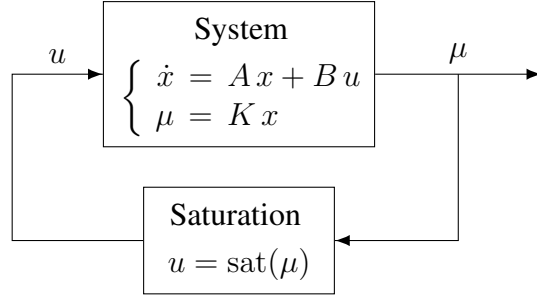 System
u
ẋ = A x + B u
μ
μ = K x
Saturation
u = sat(μ)